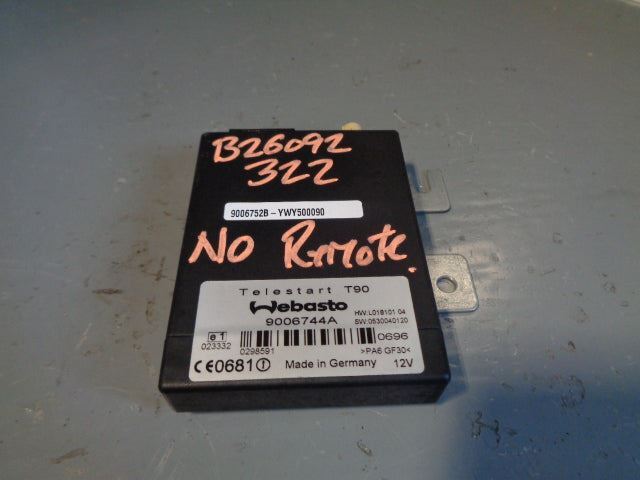 B26092
322
9006752B - YWY500090
NO Remote.
Telestart T90
Webasto
9006744A
HW:L018101 04
SW:0530040120
e1
023332
0298591
0696
>PA6 GF30<
CE0681
Made in Germany
12V